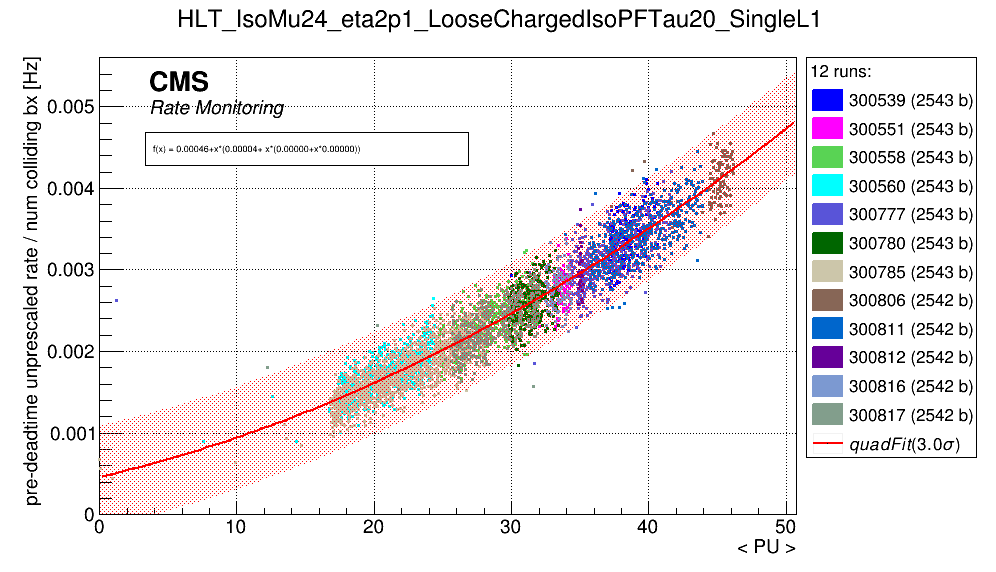 HLT_IsoMu24_eta2p1_LooseChargedIsoPFTau20_SingleL1
pre-deadtime unprescaled rate / num colliding bx [Hz]
CMS
Rate Monitoring
f(x) = 0.00046+x*(0.00004+ x*(0.00000+x*0.00000))
0.005
0.004
0.003
0.002
0.001
0
0 10 20 30 40 50
< PU >
12 runs:
300539 (2543 b)
300551 (2543 b)
300558 (2543 b)
300560 (2543 b)
300777 (2543 b)
300780 (2543 b)
300785 (2543 b)
300806 (2542 b)
300811 (2542 b)
300812 (2542 b)
300816 (2542 b)
300817 (2542 b)
quadFit(3.0σ)